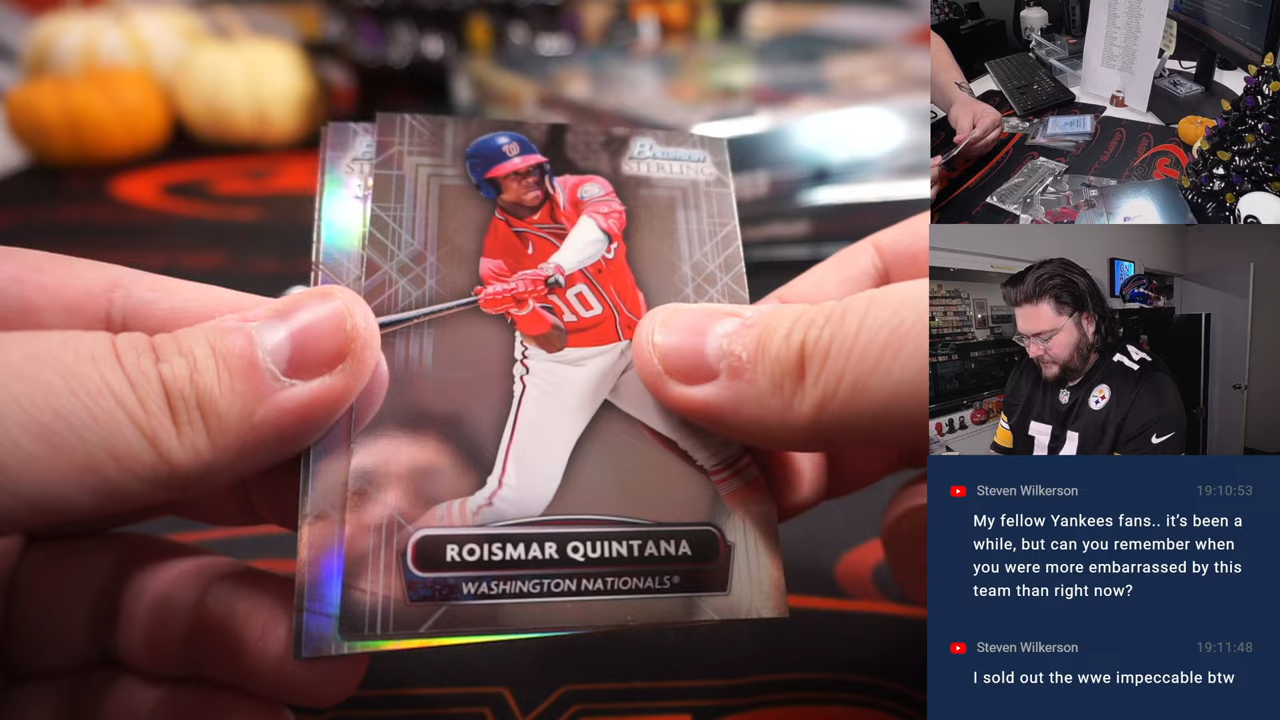 Bowman
STERLING
10
ROISMAR QUINTANA
WASHINGTON NATIONALS®
14
Steven Wilkerson 19:10:53
My fellow Yankees fans.. it's been a
while, but can you remember when
you were more embarrassed by this
team than right now?
Steven Wilkerson 19:11:48
I sold out the wwe impeccable btw